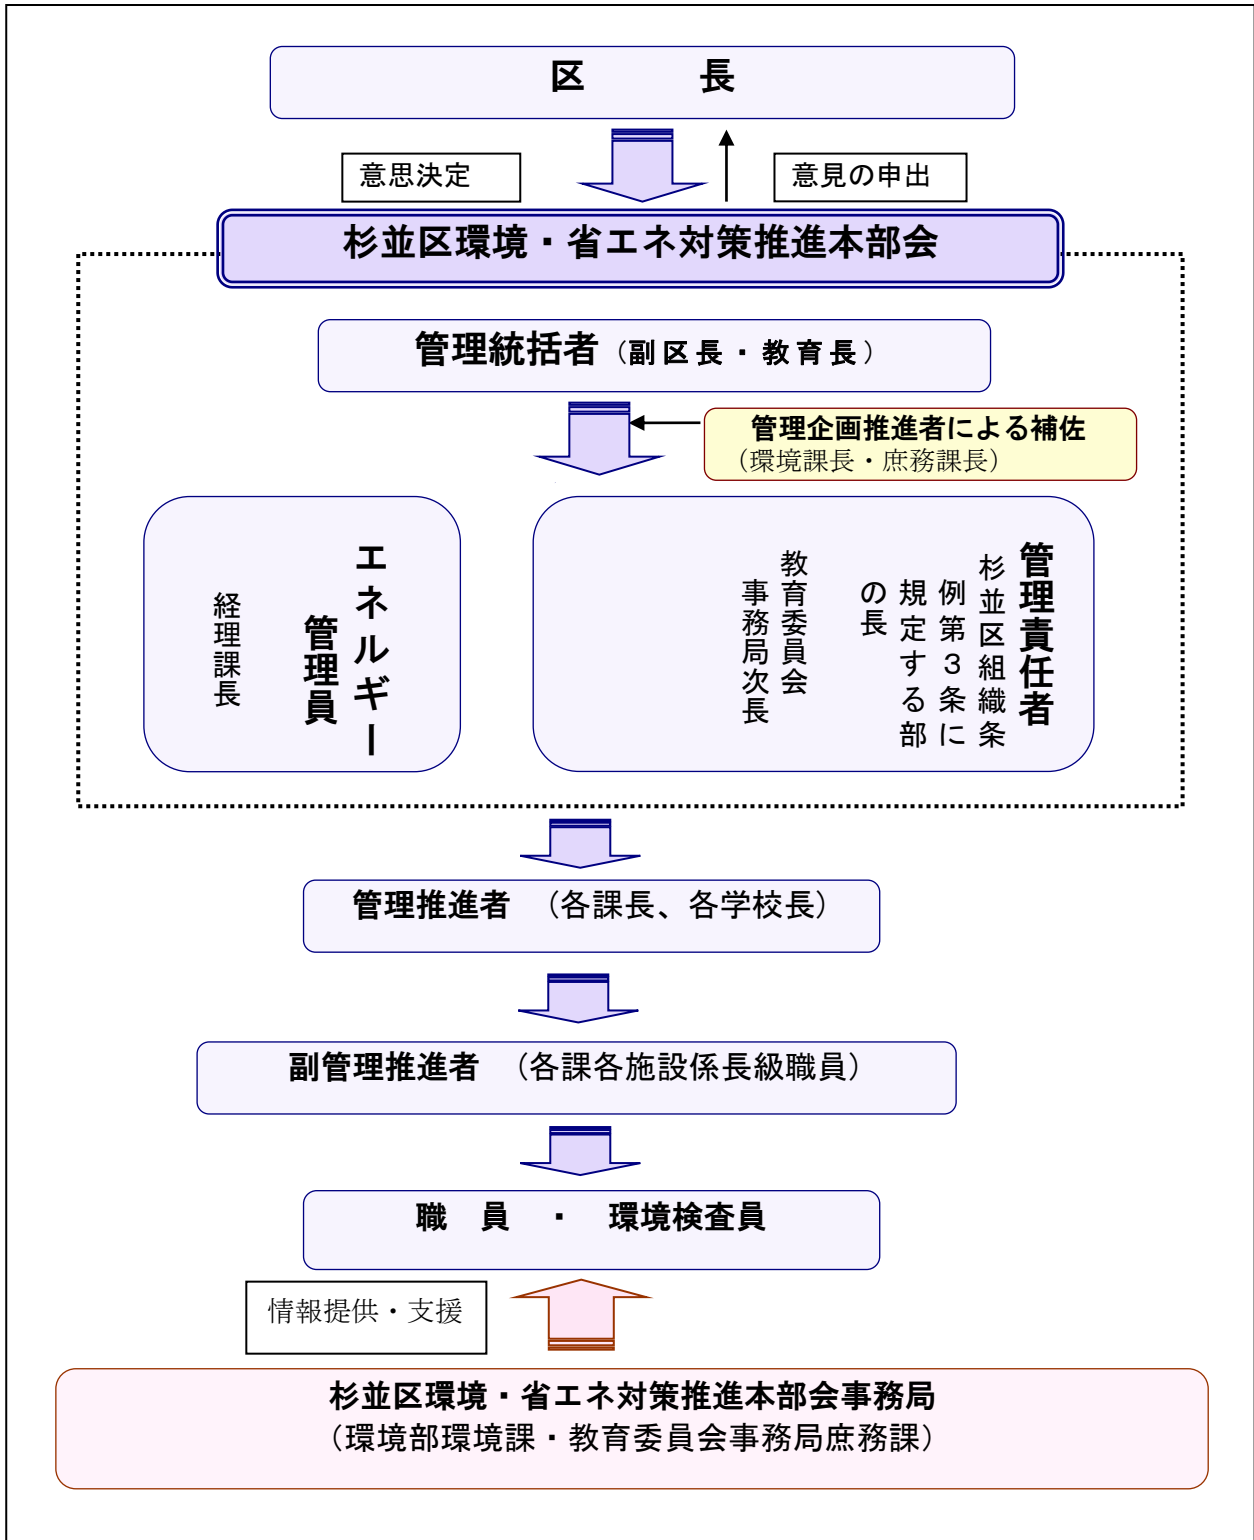 区　　　長
意思決定
意見の申出
杉並区環境・省エネ対策推進本部会
管理統括者（副区長・教育長）
管理企画推進者による補佐
（環境課長・庶務課長）
管理責任者
杉並区組織条
例第３条に
規定する部
の長
教育委員会
事務局次長
エネルギー
管理員
経理課長
管理推進者　（各課長、各学校長）
副管理推進者　（各課各施設係長級職員）
職　員　・　環境検査員
情報提供・支援
杉並区環境・省エネ対策推進本部会事務局
（環境部環境課・教育委員会事務局庶務課）